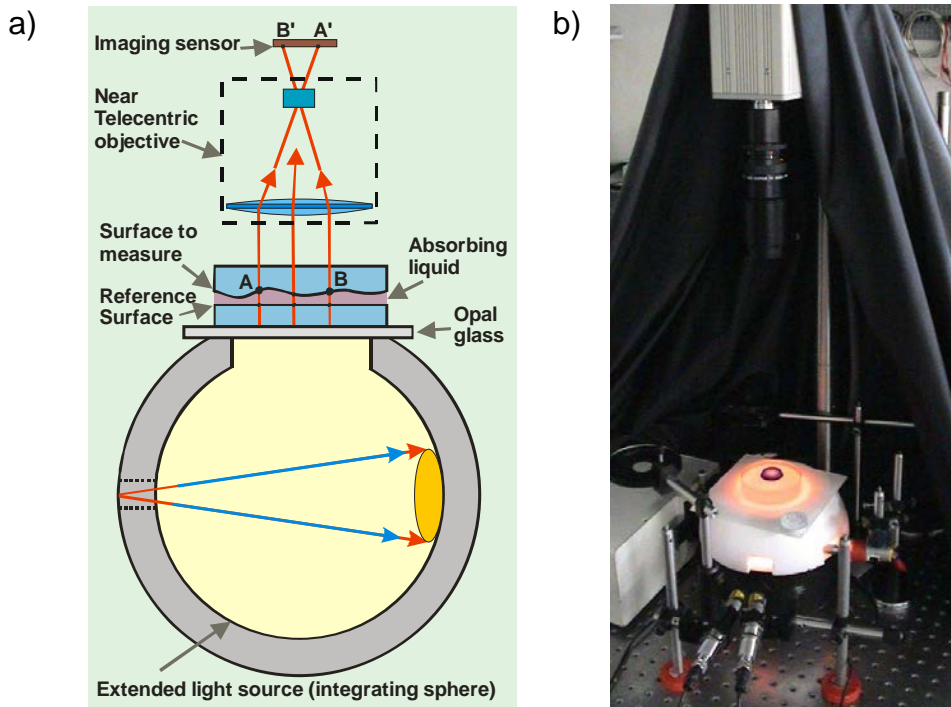 a)
B' A'
Imaging sensor
Near
Telecentric
objective
Surface to
measure
Absorbing
liquid
A
B
Reference
Surface
Opal
glass
Extended light source (integrating sphere)
b)